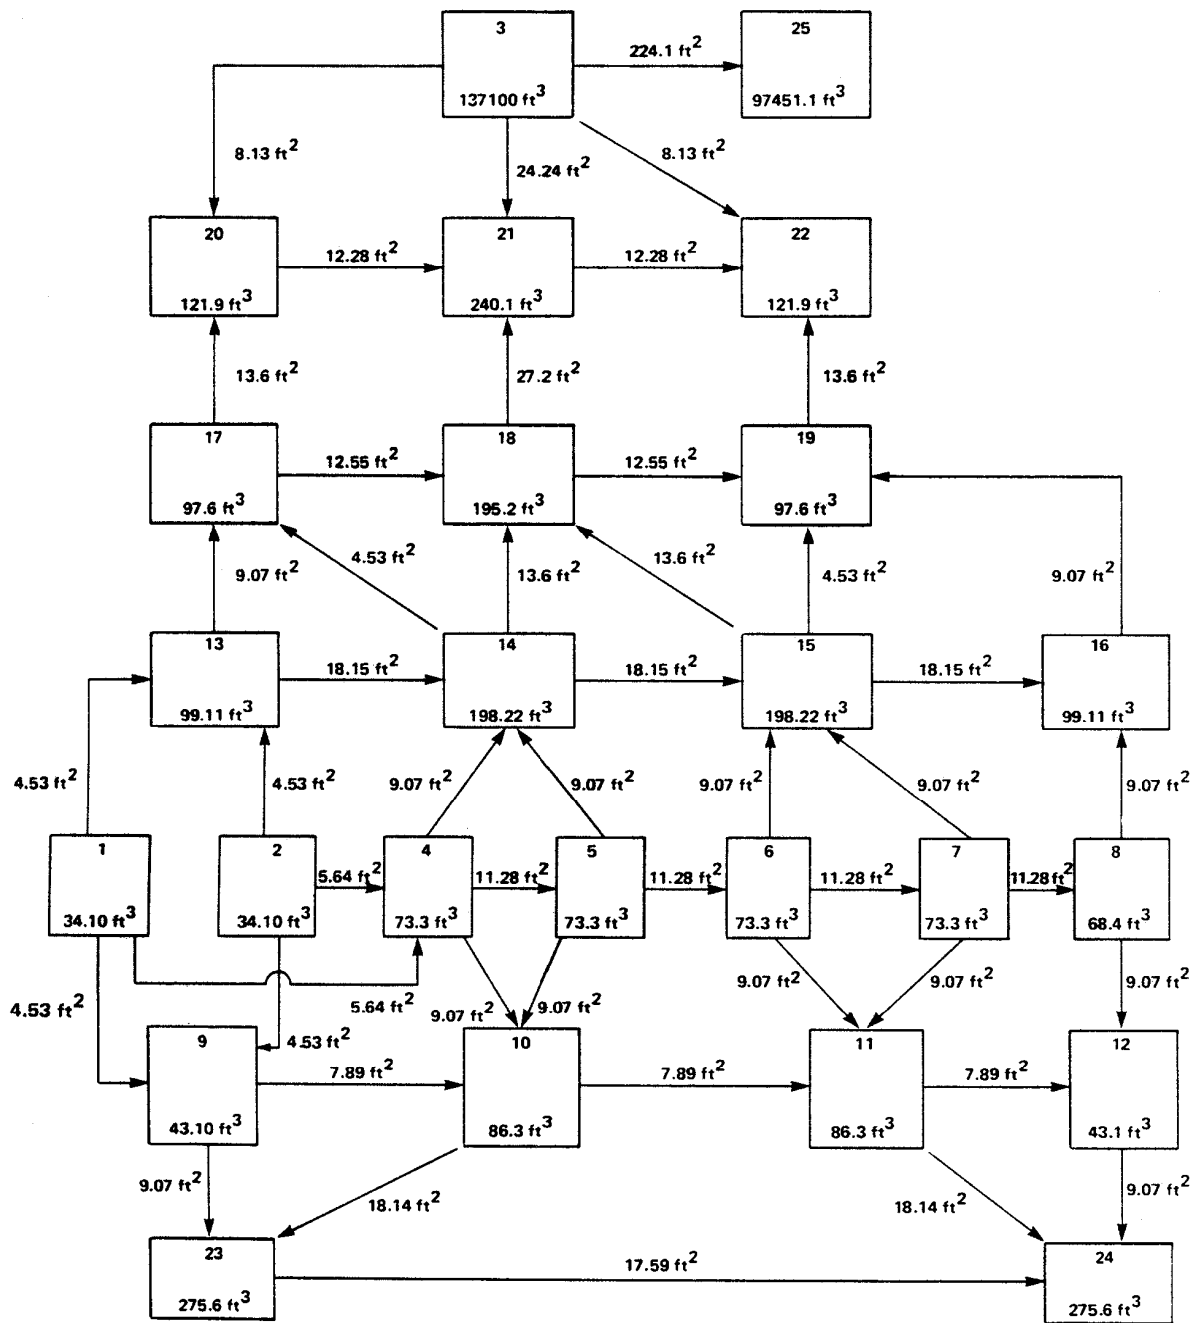 3
25
224.1 ft²
137100 ft³
97451.1 ft³
8.13 ft²
24.24 ft²
8.13 ft²
20
21
22
12.28 ft²
12.28 ft²
121.9 ft³
240.1 ft³
121.9 ft³
13.6 ft²
27.2 ft²
13.6 ft²
17
18
19
12.55 ft²
12.55 ft²
97.6 ft³
195.2 ft³
97.6 ft³
9.07 ft²
4.53 ft²
13.6 ft²
13.6 ft²
4.53 ft²
9.07 ft²
13
14
15
16
18.15 ft²
18.15 ft²
18.15 ft²
99.11 ft³
198.22 ft³
198.22 ft³
99.11 ft³
4.53 ft²
4.53 ft²
9.07 ft²
9.07 ft²
9.07 ft²
9.07 ft²
9.07 ft²
1
2
4
5
6
7
8
5.64 ft²
11.28 ft²
11.28 ft²
11.28 ft²
11.28 ft²
34.10 ft³
34.10 ft³
73.3 ft³
73.3 ft³
73.3 ft³
73.3 ft³
68.4 ft³
4.53 ft²
5.64 ft²
9.07 ft²
9.07 ft²
9.07 ft²
9.07 ft²
9.07 ft²
9
4.53 ft²
10
11
12
7.89 ft²
7.89 ft²
7.89 ft²
43.10 ft³
86.3 ft³
86.3 ft³
43.1 ft³
9.07 ft²
18.14 ft²
18.14 ft²
9.07 ft²
23
24
17.59 ft²
275.6 ft³
275.6 ft³